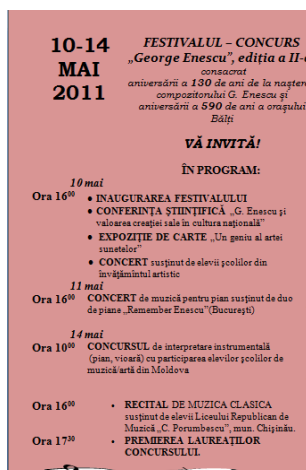 10-14
MAI
2011
FESTIVALUL – CONCURS
„George Enescu”, ediția a II-a
consacrat
aniversării a 130 de ani de la naștere
compozitorului G. Enescu și
aniversării a 590 de ani a orașului
Bălți
VĂ INVITĂ!
ÎN PROGRAM:
10 mai
Ora 16⁰⁰ • INAUGURAREA FESTIVALULUI
• CONFERINȚA ȘTIINȚIFICĂ „G. Enescu și
valoarea creației sale în cultura națională”
• EXPOZIȚIE DE CARTE „Un geniu al artei
sunetelor”
• CONCERT susținut de elevii școlilor din
învățămîntul artistic
11 mai
Ora 16⁰⁰ CONCERT de muzică pentru pian susținut de duo
de piane „Remember Enescu”(București)
14 mai
Ora 10⁰⁰ CONCURSUL de interpretare instrumentală
(pian, vioară) cu participarea elevilor școlilor de
muzică/artă din Moldova
Ora 16⁰⁰ • RECITAL DE MUZICA CLASICA
susținut de elevii Liceului Republican de
Muzică „C. Porumbescu”, mun. Chișinău.
Ora 17³⁰ • PREMIEREA LAUREAȚILOR
CONCURSULUI.